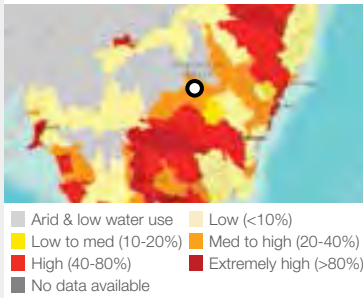 Arid & low water use Low (<10%)
Low to med (10-20%) Med to high (20-40%)
High (40-80%) Extremely high (>80%)
No data available